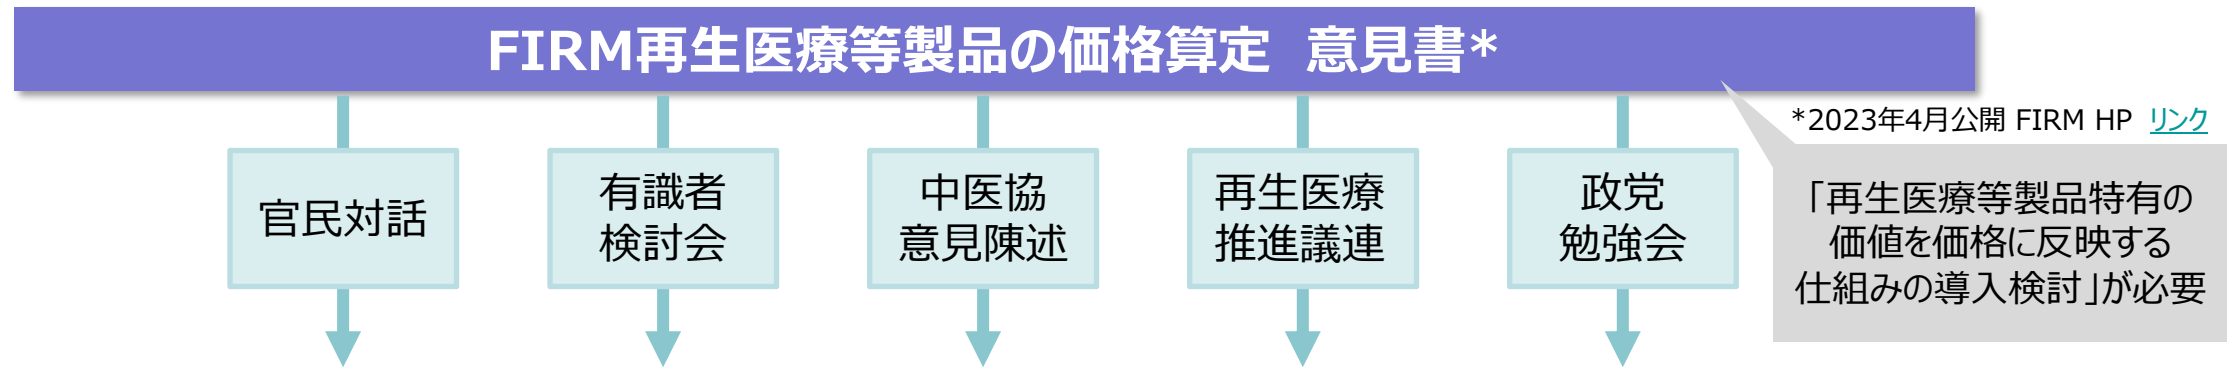 FIRM再生医療等製品の価格算定 意見書*
*2023年4月公開 FIRM HP リンク
官民対話
有識者
検討会
中医協
意見陳述
再生医療
推進議連
政党
勉強会
「再生医療等製品特有の
価値を価格に反映する
仕組みの導入検討」が必要